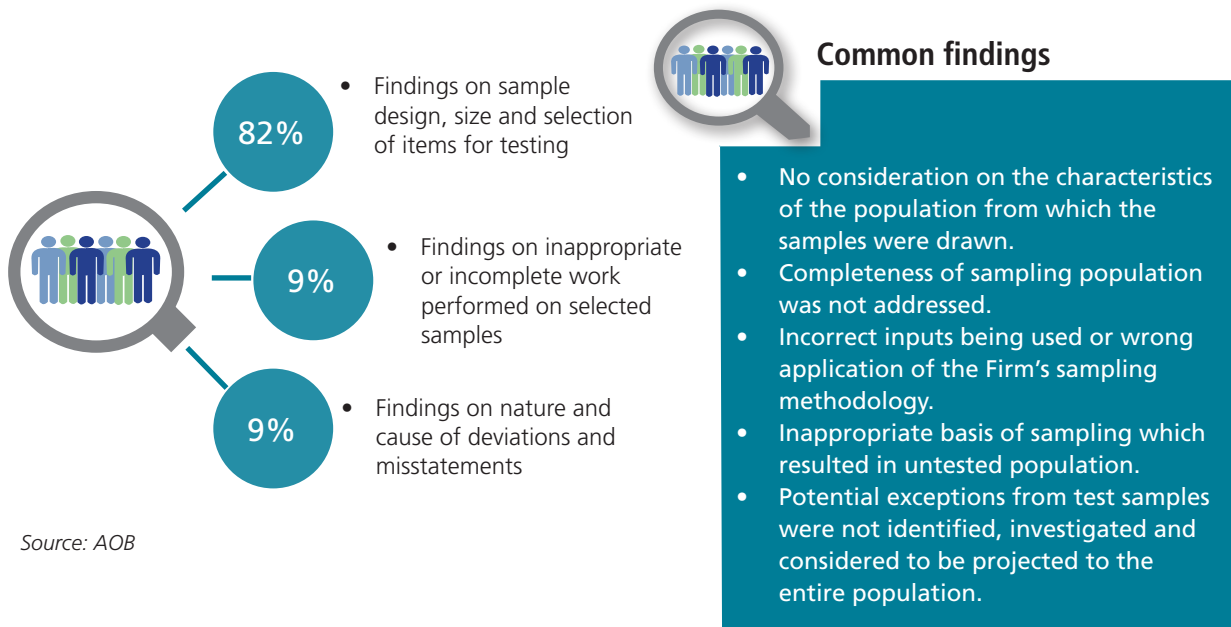 82%
• Findings on sample
design, size and selection
of items for testing
9%
• Findings on inappropriate
or incomplete work
performed on selected
samples
9%
• Findings on nature and
cause of deviations and
misstatements
Source: AOB
Common findings
• No consideration on the characteristics
of the population from which the
samples were drawn.
• Completeness of sampling population
was not addressed.
• Incorrect inputs being used or wrong
application of the Firm’s sampling
methodology.
• Inappropriate basis of sampling which
resulted in untested population.
• Potential exceptions from test samples
were not identified, investigated and
considered to be projected to the
entire population.